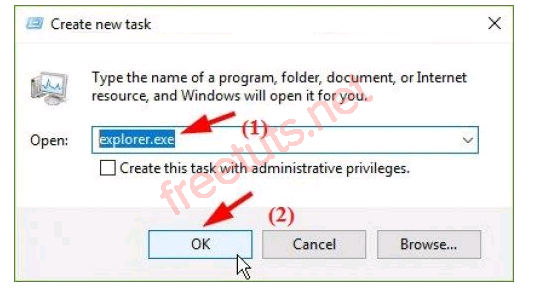 Create new task
Type the name of a program, folder, document, or Internet
resource, and Windows will open it for you.
Open:
explorer.exe
(1)
Create this task with administrative privileges.
freetuts.net
(2)
OK
Cancel
Browse...